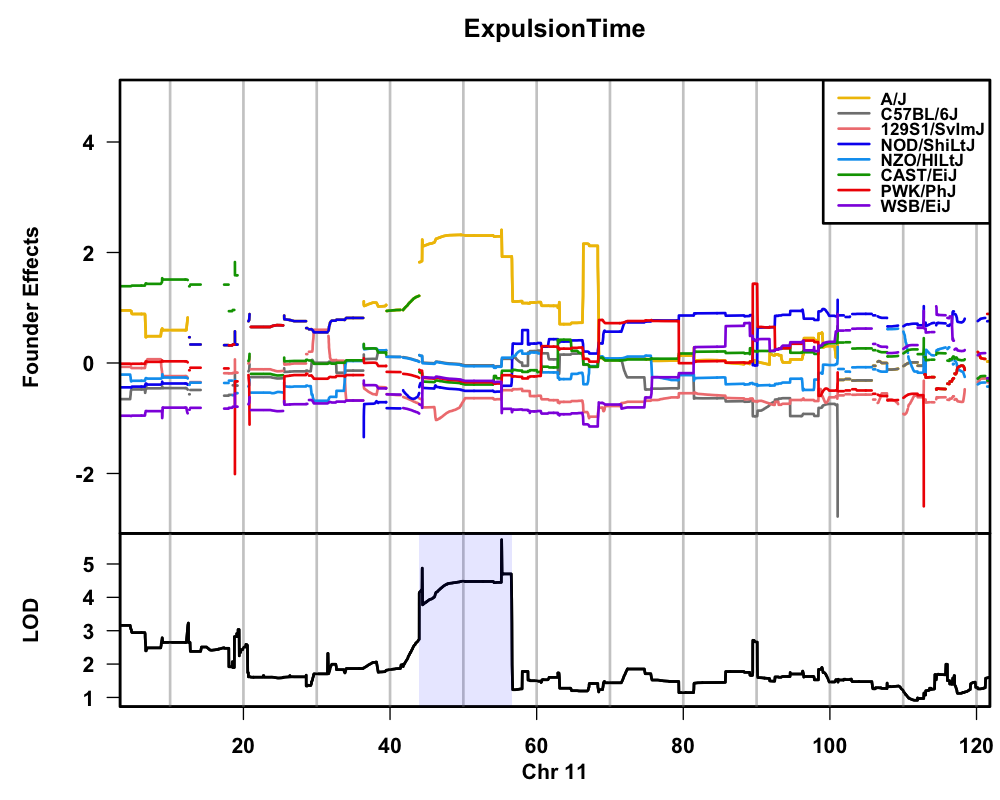 ExpulsionTime
A/J
C57BL/6J
129S1/SvImJ
NOD/ShiLtJ
NZO/HlLtJ
CAST/EiJ
PWK/PhJ
WSB/EiJ
Founder Effects
4
2
0
-2
LOD
5
4
3
2
1
20 40 60 80 100 120
Chr 11